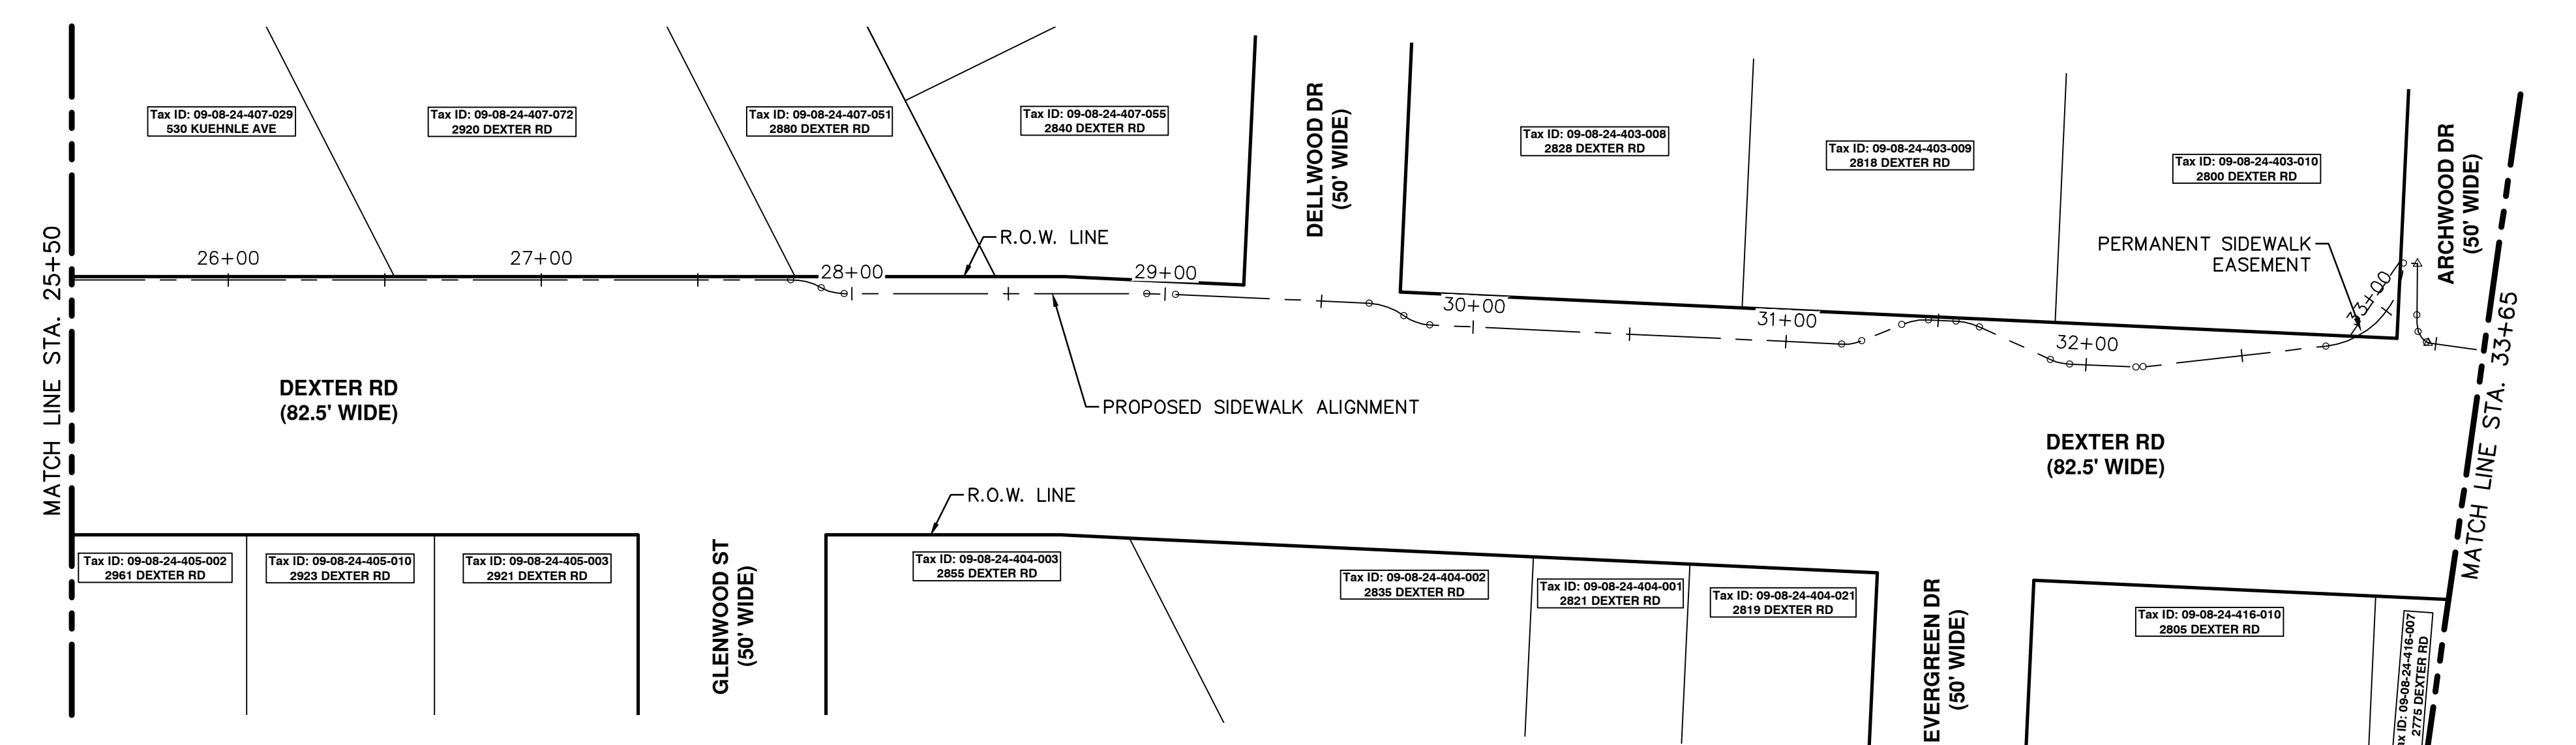 Tax ID: 09-08-24-407-029
530 KUEHNLE AVE
Tax ID: 09-08-24-407-072
2920 DEXTER RD
Tax ID: 09-08-24-407-051
2880 DEXTER RD
Tax ID: 09-08-24-407-055
2840 DEXTER RD
DELLWOOD DR
(50' WIDE)
Tax ID: 09-08-24-403-008
2828 DEXTER RD
Tax ID: 09-08-24-403-009
2818 DEXTER RD
Tax ID: 09-08-24-403-010
2800 DEXTER RD
ARCHWOOD DR
(50' WIDE)
MATCH LINE STA. 25+50
26+00
27+00
28+00
R.O.W. LINE
29+00
30+00
31+00
32+00
PERMANENT SIDEWALK
EASEMENT
33+00
MATCH LINE STA. 33+65
DEXTER RD
(82.5' WIDE)
PROPOSED SIDEWALK ALIGNMENT
DEXTER RD
(82.5' WIDE)
R.O.W. LINE
Tax ID: 09-08-24-405-002
2961 DEXTER RD
Tax ID: 09-08-24-405-010
2923 DEXTER RD
Tax ID: 09-08-24-405-003
2921 DEXTER RD
GLENWOOD ST
(50' WIDE)
Tax ID: 09-08-24-404-003
2855 DEXTER RD
Tax ID: 09-08-24-404-002
2835 DEXTER RD
Tax ID: 09-08-24-404-001
2821 DEXTER RD
Tax ID: 09-08-24-404-021
2819 DEXTER RD
EVERGREEN DR
(50' WIDE)
Tax ID: 09-08-24-416-010
2805 DEXTER RD
ID: 09-08-24-416-007
2775 DEXTER RD